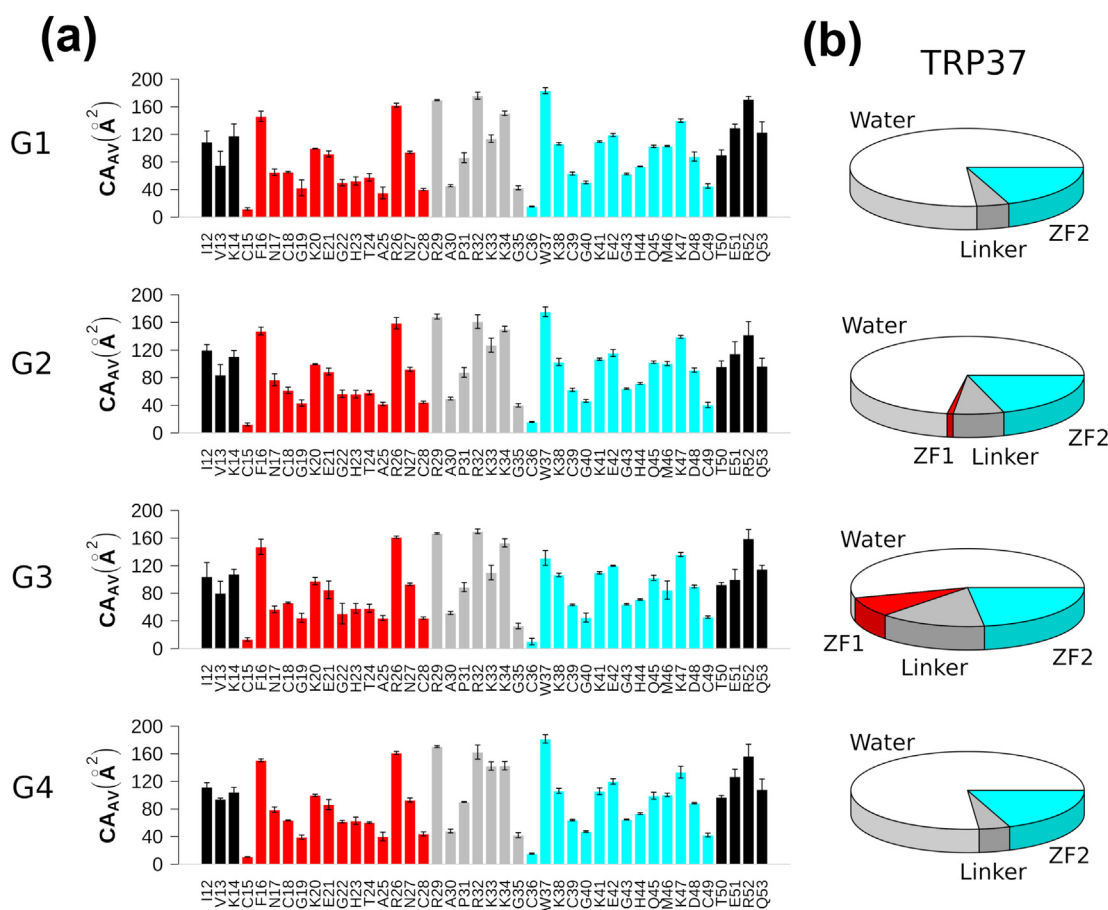 (a)
(b)
TRP37
G1
CA_AV(Å^2)
200
160
120
80
40
0
I12 V13 K14 C15 F16 N17 C18 G19 K20 E21 G22 H23 T24 A25 R26 N27 C28 R29 A30 P31 R32 K33 K34 G35 C36 W37 K38 C39 G40 K41 E42 G43 H44 Q45 M46 K47 D48 C49 T50 E51 R52 Q53
Water
Linker
ZF2
G2
CA_AV(Å^2)
200
160
120
80
40
0
I12 V13 K14 C15 F16 N17 C18 G19 K20 E21 G22 H23 T24 A25 R26 N27 C28 R29 A30 P31 R32 K33 K34 G35 C36 W37 K38 C39 G40 K41 E42 G43 H44 Q45 M46 K47 D48 C49 T50 E51 R52 Q53
Water
ZF1
Linker
ZF2
G3
CA_AV(Å^2)
200
160
120
80
40
0
I12 V13 K14 C15 F16 N17 C18 G19 K20 E21 G22 H23 T24 A25 R26 N27 C28 R29 A30 P31 R32 K33 K34 G35 C36 W37 K38 C39 G40 K41 E42 G43 H44 Q45 M46 K47 D48 C49 T50 E51 R52 Q53
Water
ZF1
Linker
ZF2
G4
CA_AV(Å^2)
200
160
120
80
40
0
I12 V13 K14 C15 F16 N17 C18 G19 K20 E21 G22 H23 T24 A25 R26 N27 C28 R29 A30 P31 R32 K33 K34 G35 C36 W37 K38 C39 G40 K41 E42 G43 H44 Q45 M46 K47 D48 C49 T50 E51 R52 Q53
Water
Linker
ZF2